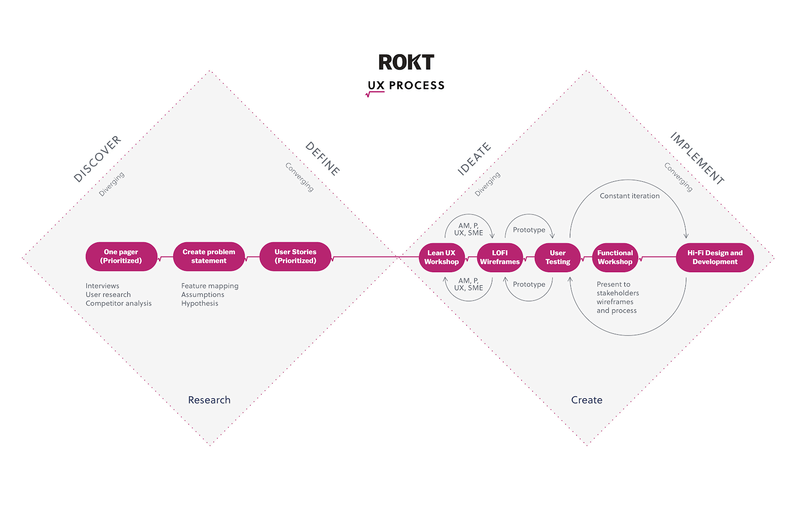 ROKT
UX PROCESS
DISCOVER
Diverging
DEFINE
Converging
IDEATE
Diverging
IMPLEMENT
Converging
One pager
(Prioritized)
Create problem
statement
User Stories
(Prioritized)
Interviews
User research
Competitor analysis
Feature mapping
Assumptions
Hypothesis
Research
Constant iteration
AM, P,
UX, SME
Prototype
Lean UX
Workshop
LOFI
Wireframes
User
Testing
Functional
Workshop
Hi-Fi Design and
Development
AM, P,
UX, SME
Prototype
Present to
stakeholders
wireframes
and process
Create